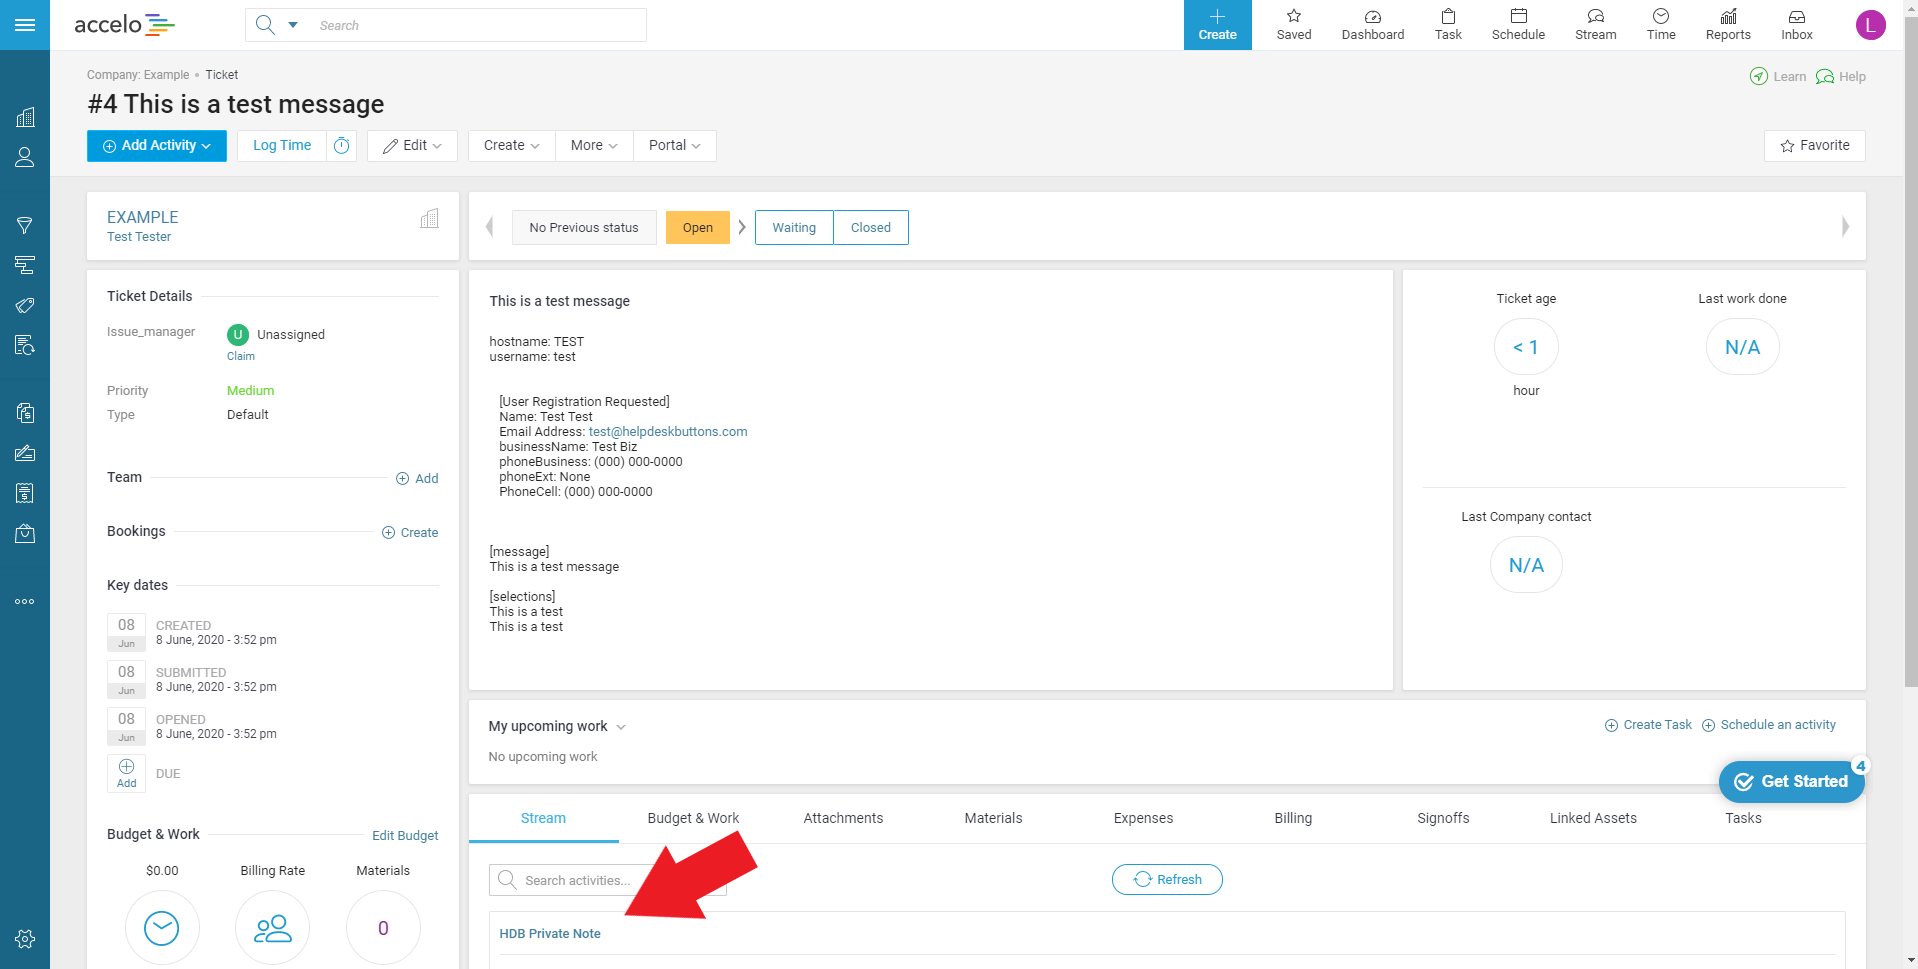 accelo
Search
Create
Saved
Dashboard
Task
Schedule
Stream
Time
Reports
Inbox
L
Company: Example • Ticket
Learn
Help
#4 This is a test message
Add Activity
Log Time
Edit
Create
More
Portal
Favorite
EXAMPLE
Test Tester
No Previous status
Open
Waiting
Closed
Ticket Details
Issue_manager
U
Unassigned
Claim
Priority
Medium
Type
Default
Team
Add
Bookings
Create
Key dates
08
Jun
CREATED
8 June, 2020 - 3:52 pm
08
Jun
SUBMITTED
8 June, 2020 - 3:52 pm
08
Jun
OPENED
8 June, 2020 - 3:52 pm
Add
DUE
Budget & Work
Edit Budget
$0.00
Billing Rate
Materials
0
This is a test message
hostname: TEST
username: test
[User Registration Requested]
Name: Test Test
Email Address: test@helpdeskbuttons.com
businessName: Test Biz
phoneBusiness: (000) 000-0000
phoneExt: None
PhoneCell: (000) 000-0000
[message]
This is a test message
[selections]
This is a test
This is a test
Ticket age
< 1
hour
Last work done
N/A
Last Company contact
N/A
My upcoming work
Create Task
Schedule an activity
No upcoming work
Get Started
4
Stream
Budget & Work
Attachments
Materials
Expenses
Billing
Signoffs
Linked Assets
Tasks
Search activities...
Refresh
HDB Private Note